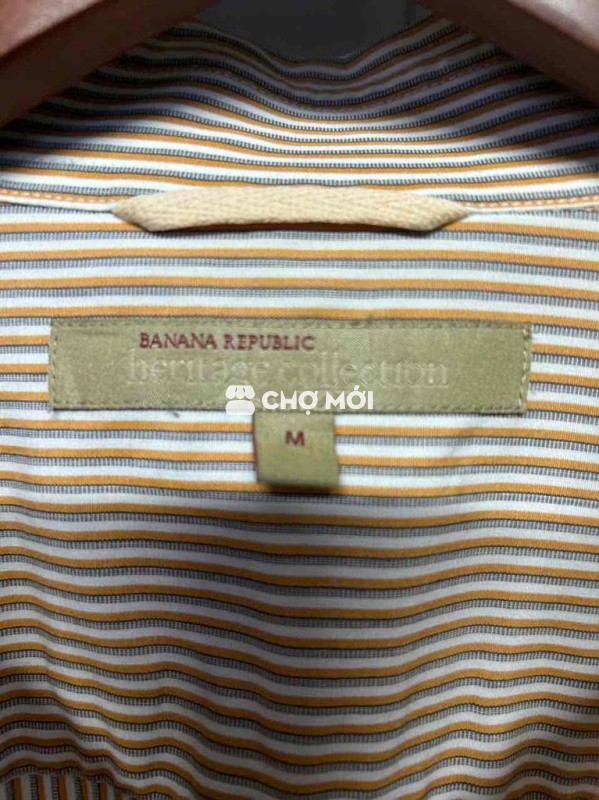 BANANA REPUBLIC
heritage collection
CHỢ MỚI
M